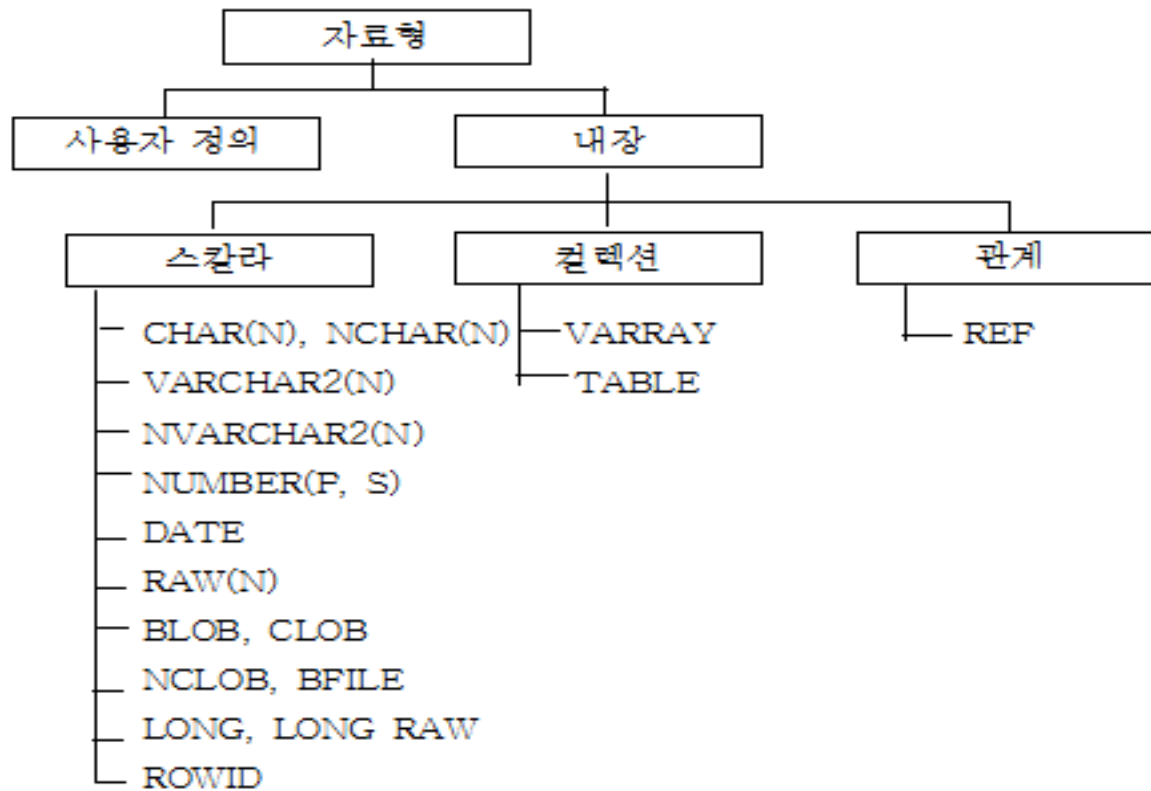 자료형
사용자 정의
내장
스칼라
컬렉션
관계
CHAR(N), NCHAR(N)
VARCHAR2(N)
NVARCHAR2(N)
NUMBER(P, S)
DATE
RAW(N)
BLOB, CLOB
NCLOB, BFILE
LONG, LONG RAW
ROWID
VARRAY
TABLE
REF